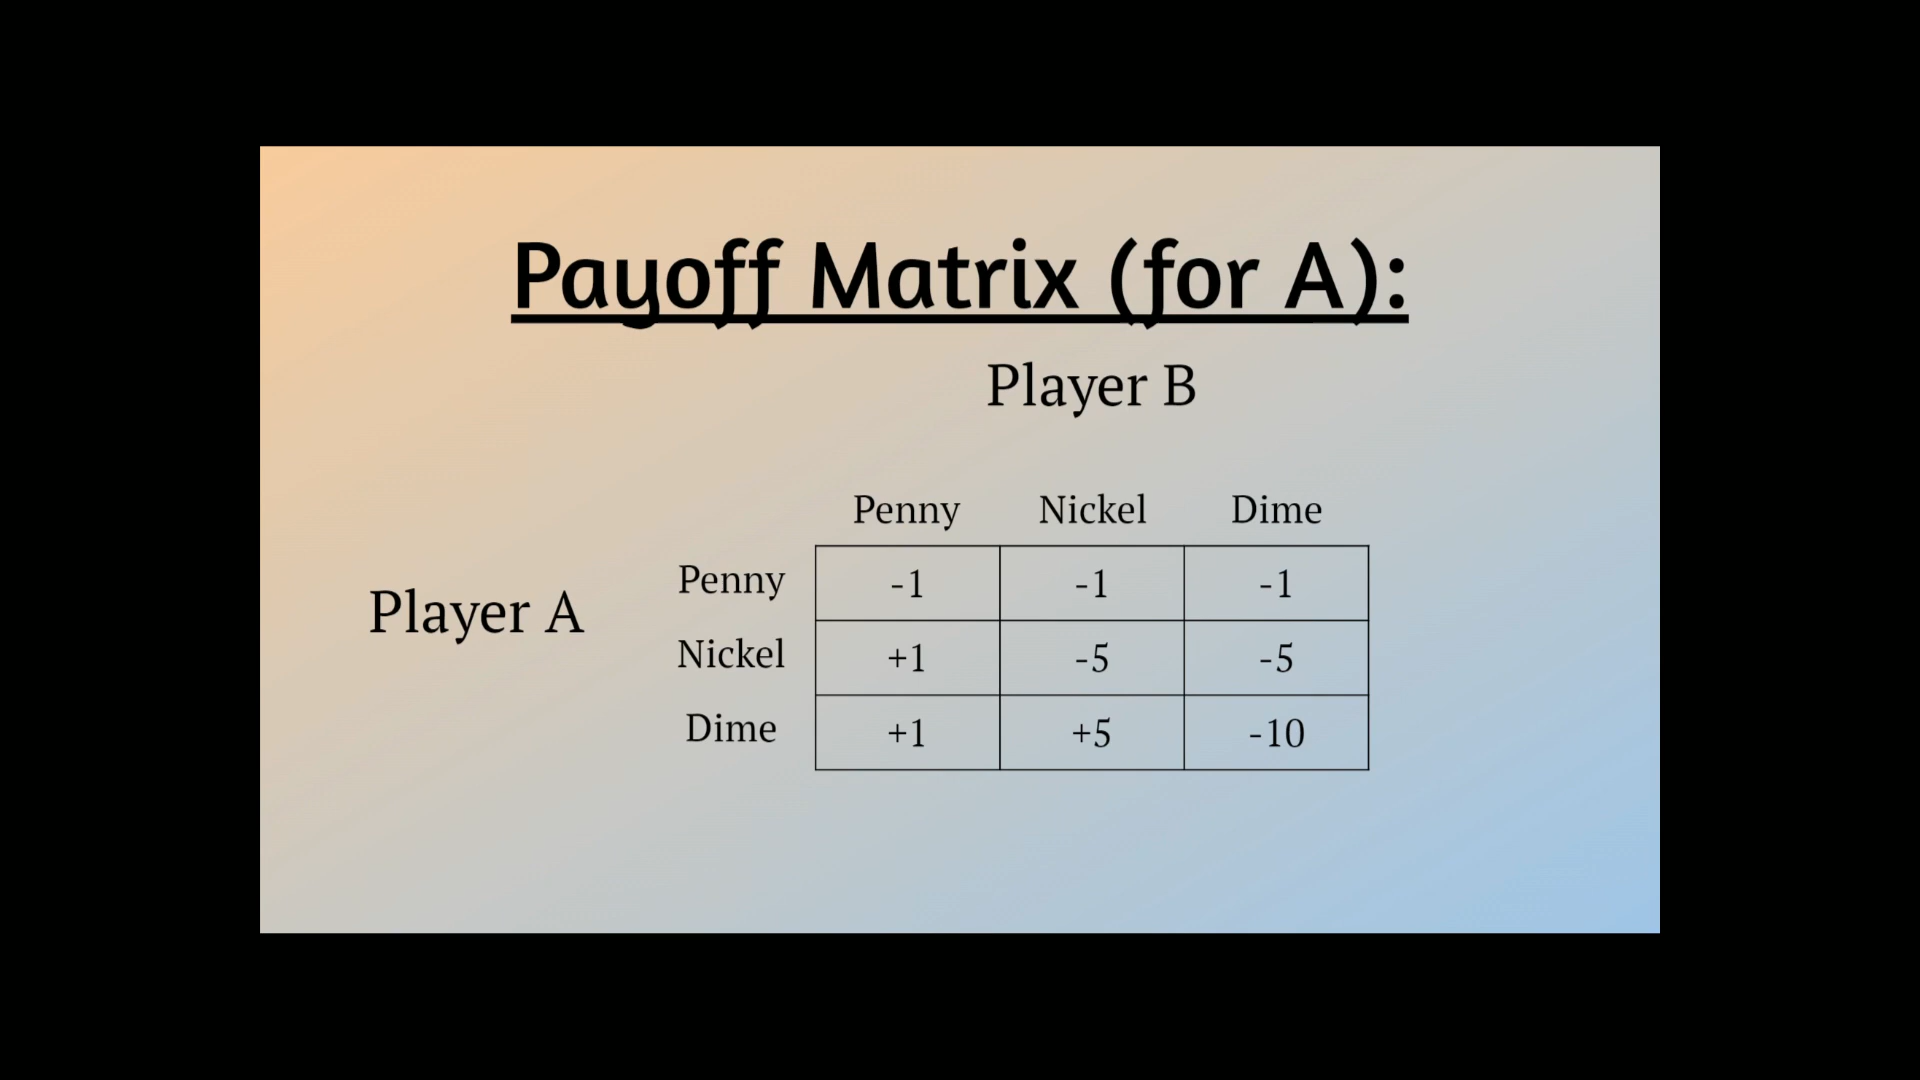 Payoff Matrix (for A):
Player B
Penny Nickel Dime
Player A
Penny -1 -1 -1
Nickel +1 -5 -5
Dime +1 +5 -10